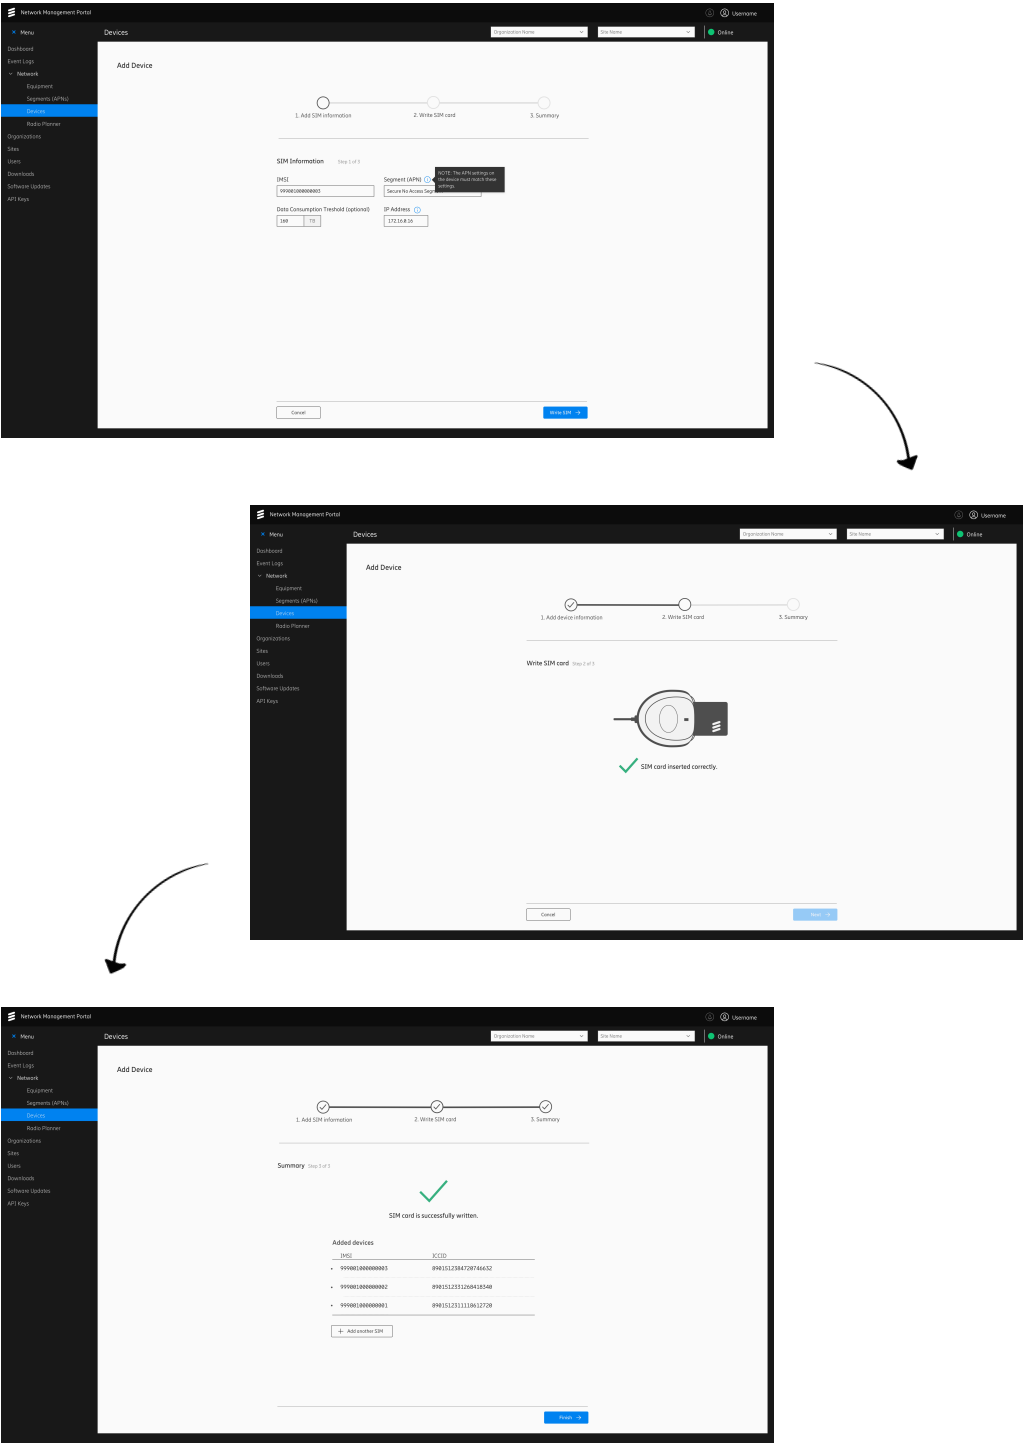 Network Management Portal
Username
Menu
Devices
Organization Name
Site Name
Online
Dashboard
Event Logs
Network
Equipment
Segments (APNs)
Devices
Radio Planner
Organizations
Sites
Users
Downloads
Software Updates
API Keys
Add Device
1. Add SIM information
2. Write SIM card
3. Summary
SIM Information Step 1 of 3
IMSI
999001000000003
Segment (APN)
NOTE: The APN settings on
the device must match these
settings.
Secure No Access Seg
Data Consumption Treshold (optional)
160
TB
IP Address
172.16.0.16
Cancel
Write SIM
Network Management Portal
Username
Menu
Devices
Organization Name
Site Name
Online
Dashboard
Event Logs
Network
Equipment
Segments (APNs)
Devices
Radio Planner
Organizations
Sites
Users
Downloads
Software Updates
API Keys
Add Device
1. Add device information
2. Write SIM card
3. Summary
Write SIM card Step 2 of 3
SIM card inserted correctly.
Cancel
Next
Network Management Portal
Username
Menu
Devices
Organization Name
Site Name
Online
Dashboard
Event Logs
Network
Equipment
Segments (APNs)
Devices
Radio Planner
Organizations
Sites
Users
Downloads
Software Updates
API Keys
Add Device
1. Add SIM information
2. Write SIM card
3. Summary
Summary Step 3 of 3
SIM card is successfully written.
Added devices
IMSI ICCID
999001000000003 8901512384720746632
999001000000002 8901512331268418340
999001000000001 8901512311118612728
Add another SIM
Finish